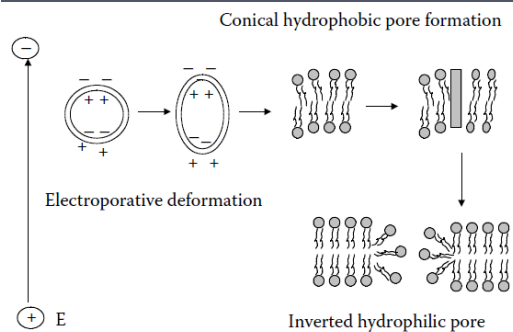 Conical hydrophobic pore formation
−
− −
+ +
− −
+ +
− −
+ +
− −
+ +
Electroporative deformation
+ E
Inverted hydrophilic pore